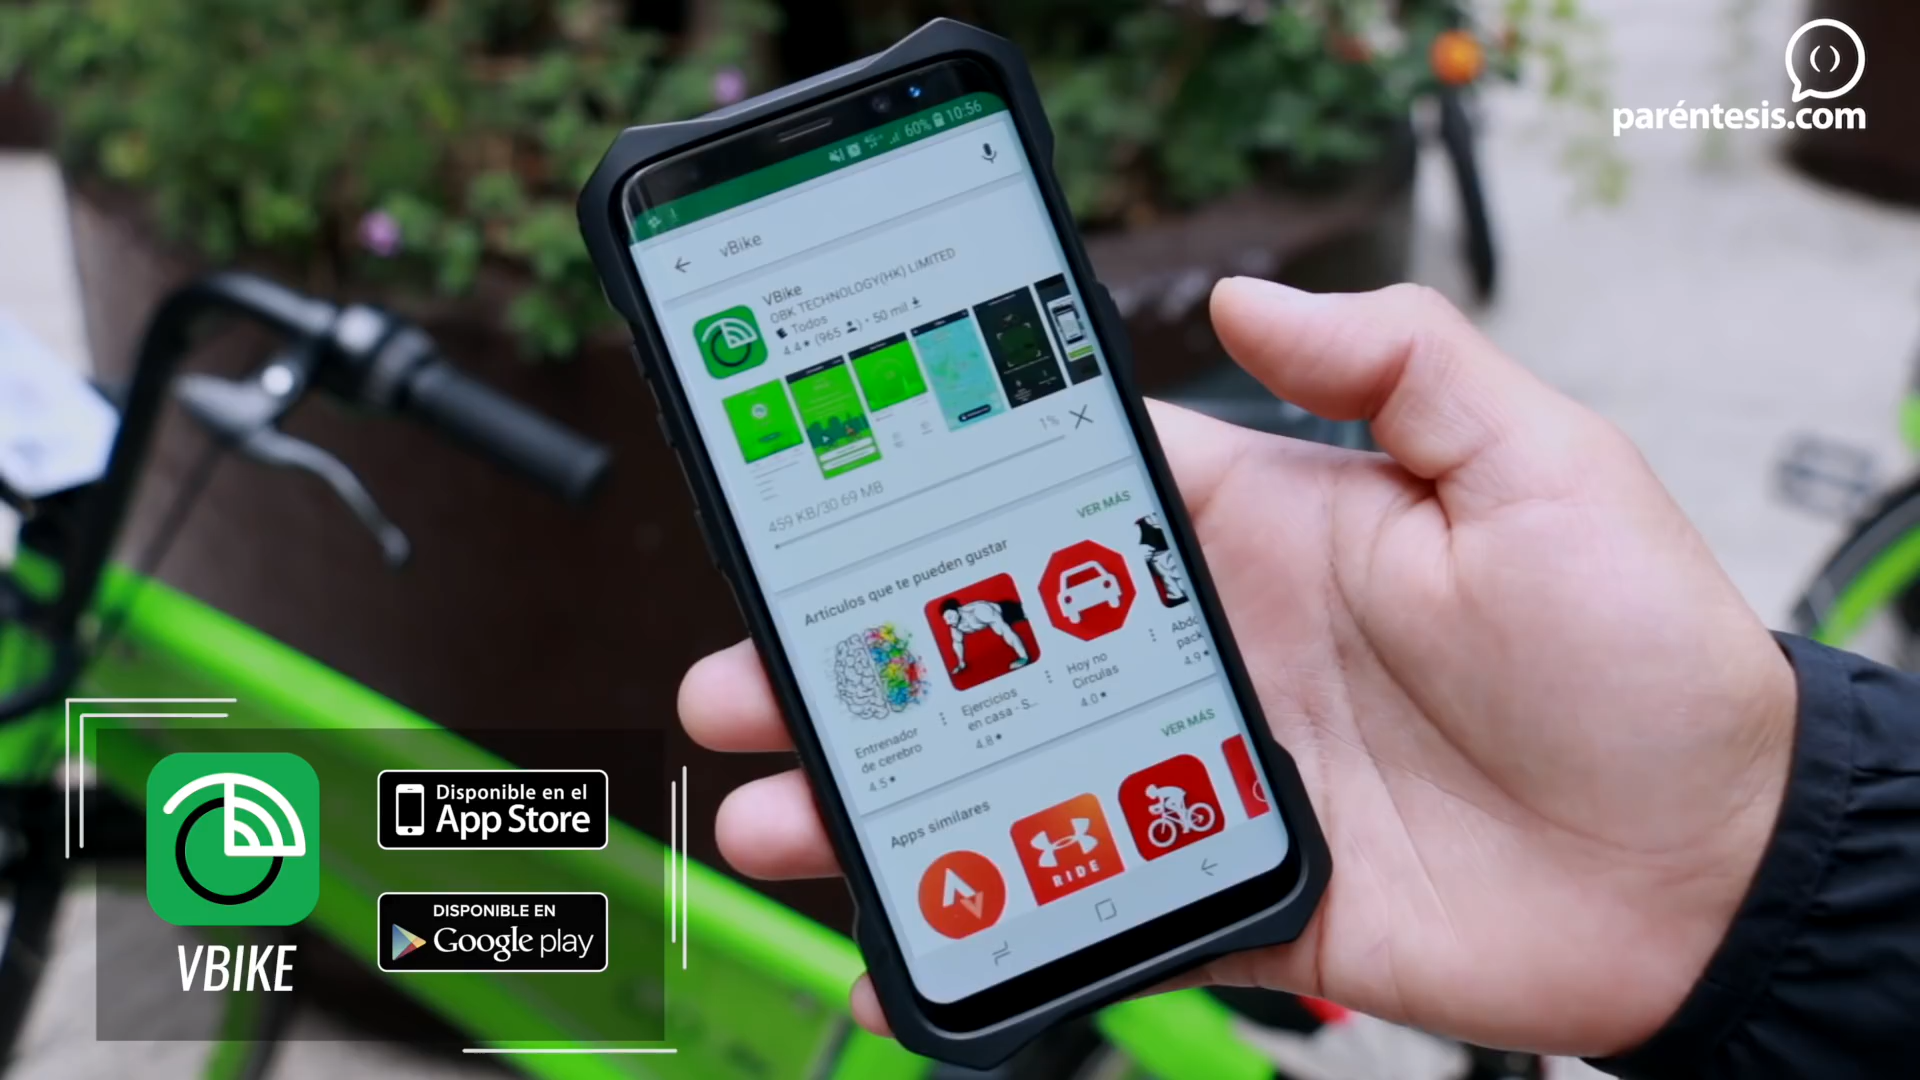 paréntesis.com
60% 10:56
vBike
VBike
OBK TECHNOLOGY(HK) LIMITED
Todos
4.4★ (965 ) • 50 mil
1%
459 KB/30.69 MB
VER MÁS
Artículos que te pueden gustar
Entrenador
de cerebro
4.5★
Ejercicios
en casa - S...
4.8★
Hoy no
Circulas
4.0★
Abdo
pack
4.9★
VER MÁS
Apps similares
RIDE
VBIKE
Disponible en el
App Store
DISPONIBLE EN
Google play